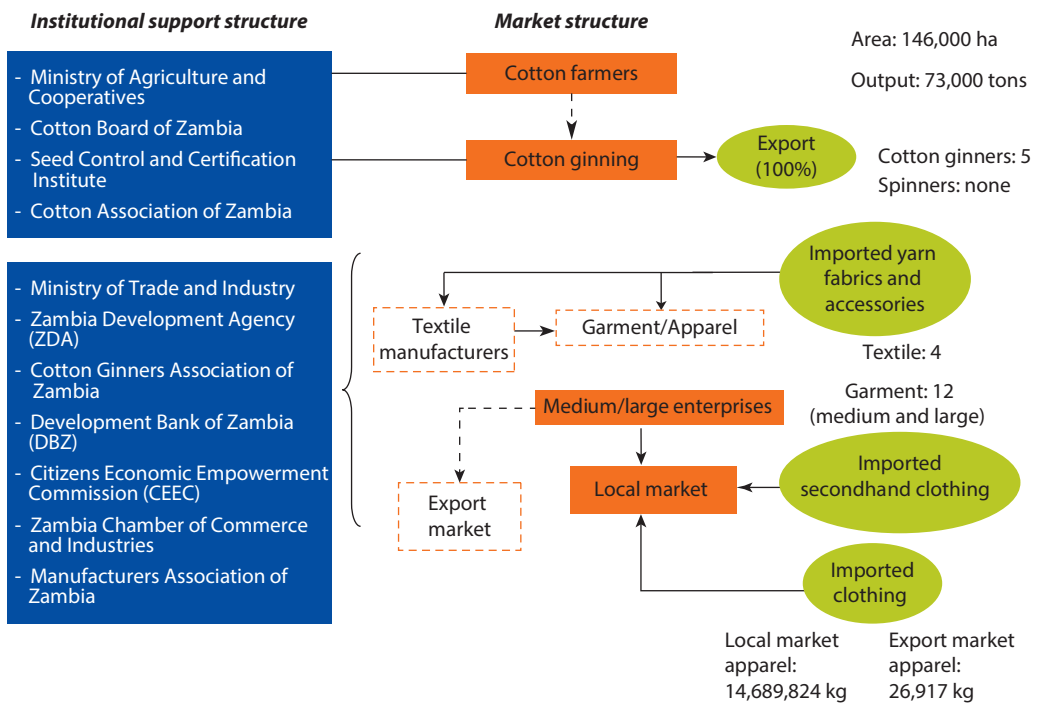 Institutional support structure
Market structure
- Ministry of Agriculture and
Cooperatives
- Cotton Board of Zambia
- Seed Control and Certification
Institute
- Cotton Association of Zambia
Cotton farmers
Cotton ginning
Export
(100%)
Area: 146,000 ha
Output: 73,000 tons
Cotton ginners: 5
Spinners: none
- Ministry of Trade and Industry
- Zambia Development Agency
(ZDA)
- Cotton Ginners Association of
Zambia
- Development Bank of Zambia
(DBZ)
- Citizens Economic Empowerment
Commission (CEEC)
- Zambia Chamber of Commerce
and Industries
- Manufacturers Association of
Zambia
Imported yarn
fabrics and
accessories
Textile
manufacturers
Garment/Apparel
Textile: 4
Garment: 12
(medium and large)
Medium/large enterprises
Export
market
Local market
Imported
secondhand clothing
Imported
clothing
Local market
apparel:
14,689,824 kg
Export market
apparel:
26,917 kg